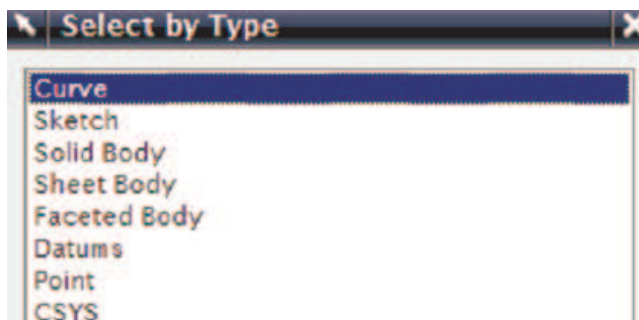 Select by Type
Curve
Sketch
Solid Body
Sheet Body
Faceted Body
Datums
Point
CSYS